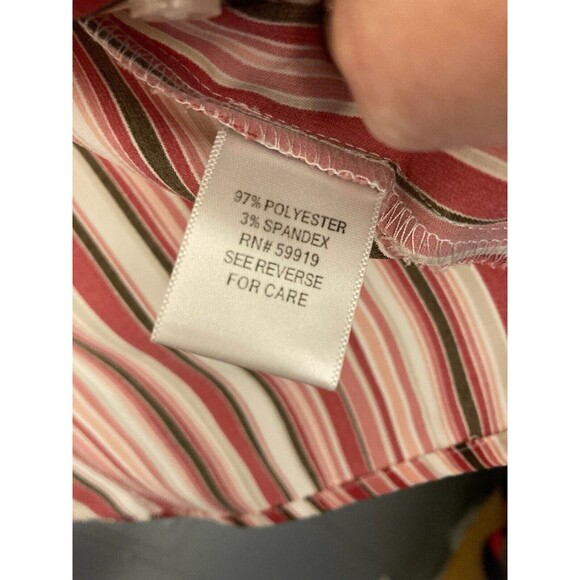 97% POLYESTER
3% SPANDEX
RN# 59919
SEE REVERSE
FOR CARE